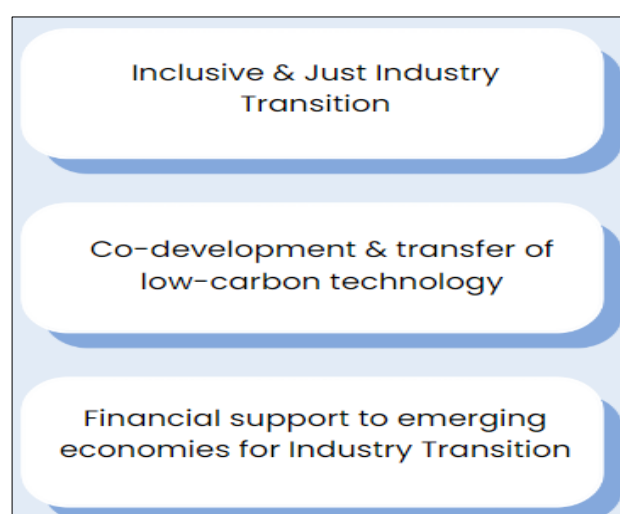 Inclusive & Just Industry
Transition
Co-development & transfer of
low-carbon technology
Financial support to emerging
economies for Industry Transition